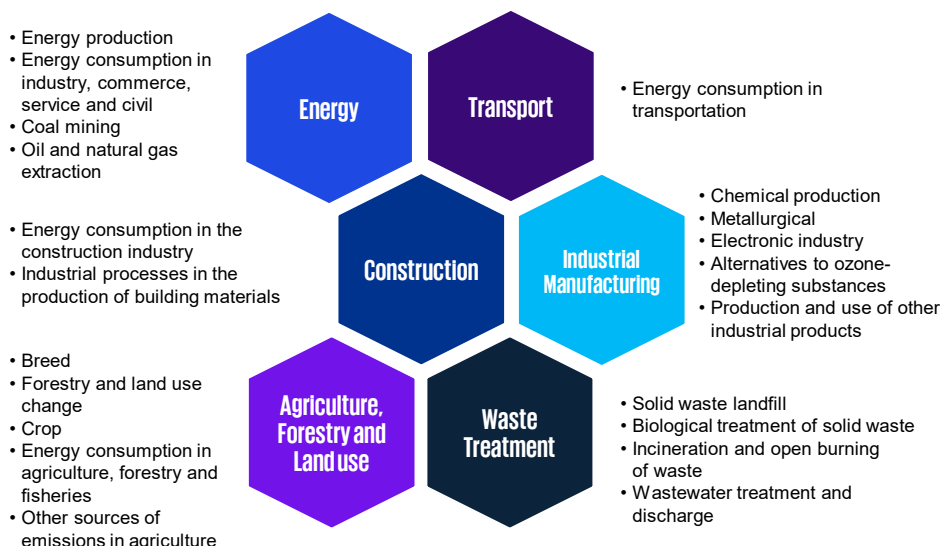 • Energy production
• Energy consumption in
industry, commerce,
service and civil
• Coal mining
• Oil and natural gas
extraction
Energy
Transport
• Energy consumption in
transportation
• Energy consumption in the
construction industry
• Industrial processes in the
production of building materials
Construction
Industrial
Manufacturing
• Chemical production
• Metallurgical
• Electronic industry
• Alternatives to ozone-
depleting substances
• Production and use of other
industrial products
• Breed
• Forestry and land use
change
• Crop
• Energy consumption in
agriculture, forestry and
fisheries
• Other sources of
emissions in agriculture
Agriculture,
Forestry and
Land use
Waste
Treatment
• Solid waste landfill
• Biological treatment of solid waste
• Incineration and open burning
of waste
• Wastewater treatment and
discharge